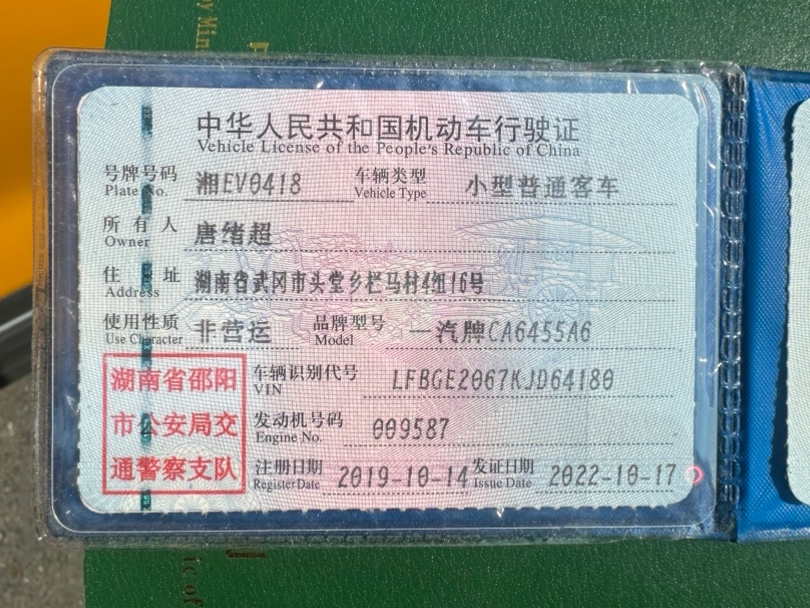 中华人民共和国机动车行驶证
Vehicle License of the People's Republic of China
号牌号码 湘EV0418 车辆类型 小型普通客车
Plate No. Vehicle Type
所有人 唐绪超
Owner
住址 湖南省武冈市头堂乡栏马村4组16号
Address
使用性质 非营运 品牌型号 一汽牌CA6455A6
Use Character Model
湖南省邵阳
市公安局交
通警察支队
车辆识别代号 LFBGE2067KJD64180
VIN
发动机号码 009587
Engine No.
注册日期 2019-10-14 发证日期 2022-10-17
Register Date Issue Date